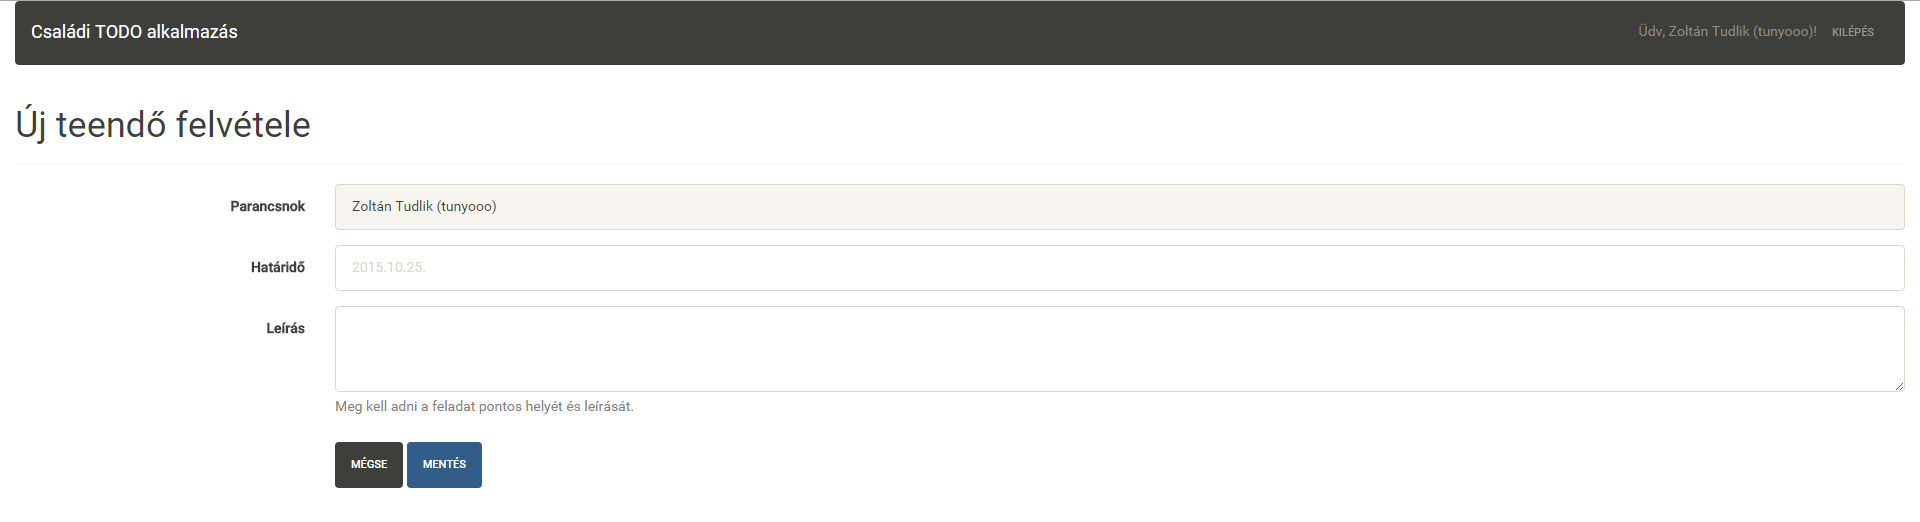 Családi TODO alkalmazás
Üdv, Zoltán Tudlik (tunyooo)! KILÉPÉS
Új teendő felvétele
Parancsnok
Zoltán Tudlik (tunyooo)
Határidő
2015.10.25.
Leírás
Meg kell adni a feladat pontos helyét és leírását.
MÉGSE MENTÉS